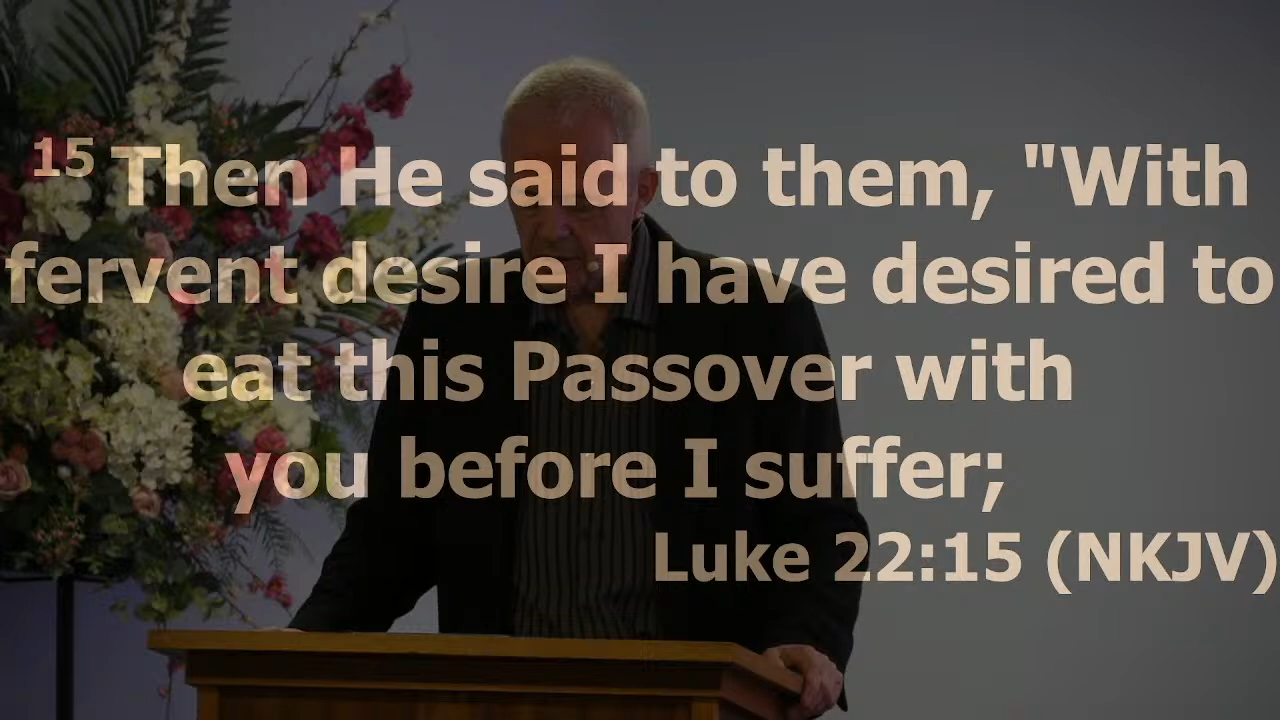 15 Then He said to them, "With
fervent desire I have desired to
eat this Passover with
you before I suffer;
Luke 22:15 (NKJV)